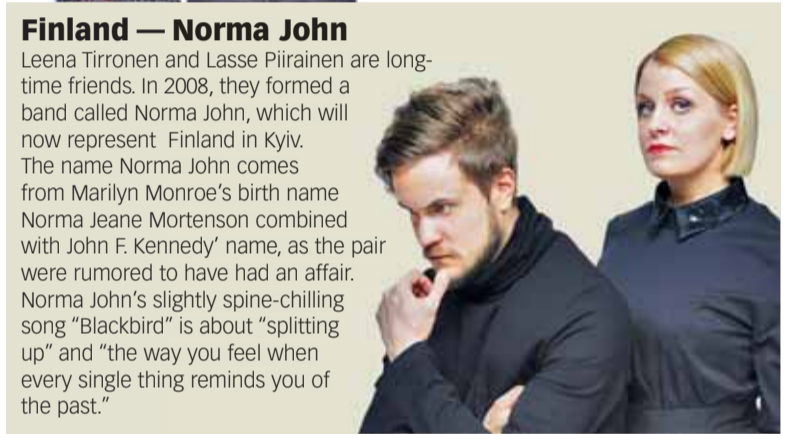 Finland — Norma John
Leena Tirronen and Lasse Piirainen are long-
time friends. In 2008, they formed a
band called Norma John, which will
now represent  Finland in Kyiv.
The name Norma John comes
from Marilyn Monroe’s birth name
Norma Jeane Mortenson combined
with John F. Kennedy’ name, as the pair
were rumored to have had an affair.
Norma John’s slightly spine-chilling
song “Blackbird” is about “splitting
up” and “the way you feel when
every single thing reminds you of
the past.”